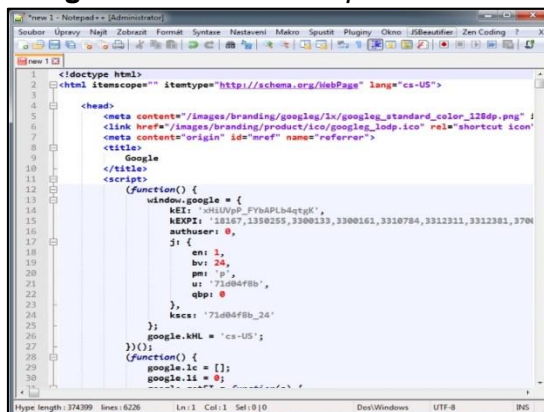 *new 1 - Notepad++ [Administrator]
Soubor Úpravy Najít Zobrazit Formát Syntaxe Nastavení Makro Spustit Pluginy Okno JSBeautifier Zen Coding ? X
new 1
1 <!doctype html>
2 <html itemscope="" itemtype="http://schema.org/WebPage" lang="cs-US">
3
4 <head>
5 <meta content="/images/branding/googleg/1x/googleg_standard_color_128dp.png" i
6 <link href="/images/branding/product/ico/googleg_lodp.ico" rel="shortcut icon"
7 <meta content="origin" id="mref" name="referrer">
8 <title>
9 Google
10 </title>
11 <script>
12 (function() {
13 window.google = {
14 kEI: 'xHiUVpP_FYbAPLb4qtgK',
15 kEXPI: '18167,1350255,3300133,3300161,3310784,3312311,3312381,3700
16 authuser: 0,
17 j: {
18 en: 1,
19 bv: 24,
20 pm: 'p',
21 u: '71d04f8b',
22 qbp: 0
23 },
24 kscs: '71d04f8b_24'
25 };
26 google.kHL = 'cs-US';
27 })();
28 (function() {
29 google.lc = [];
30 google.li = 0;
Hype length : 374399 lines : 6226 Ln : 1 Col : 1 Sel : 0 | 0 Dos\Windows UTF-8 INS